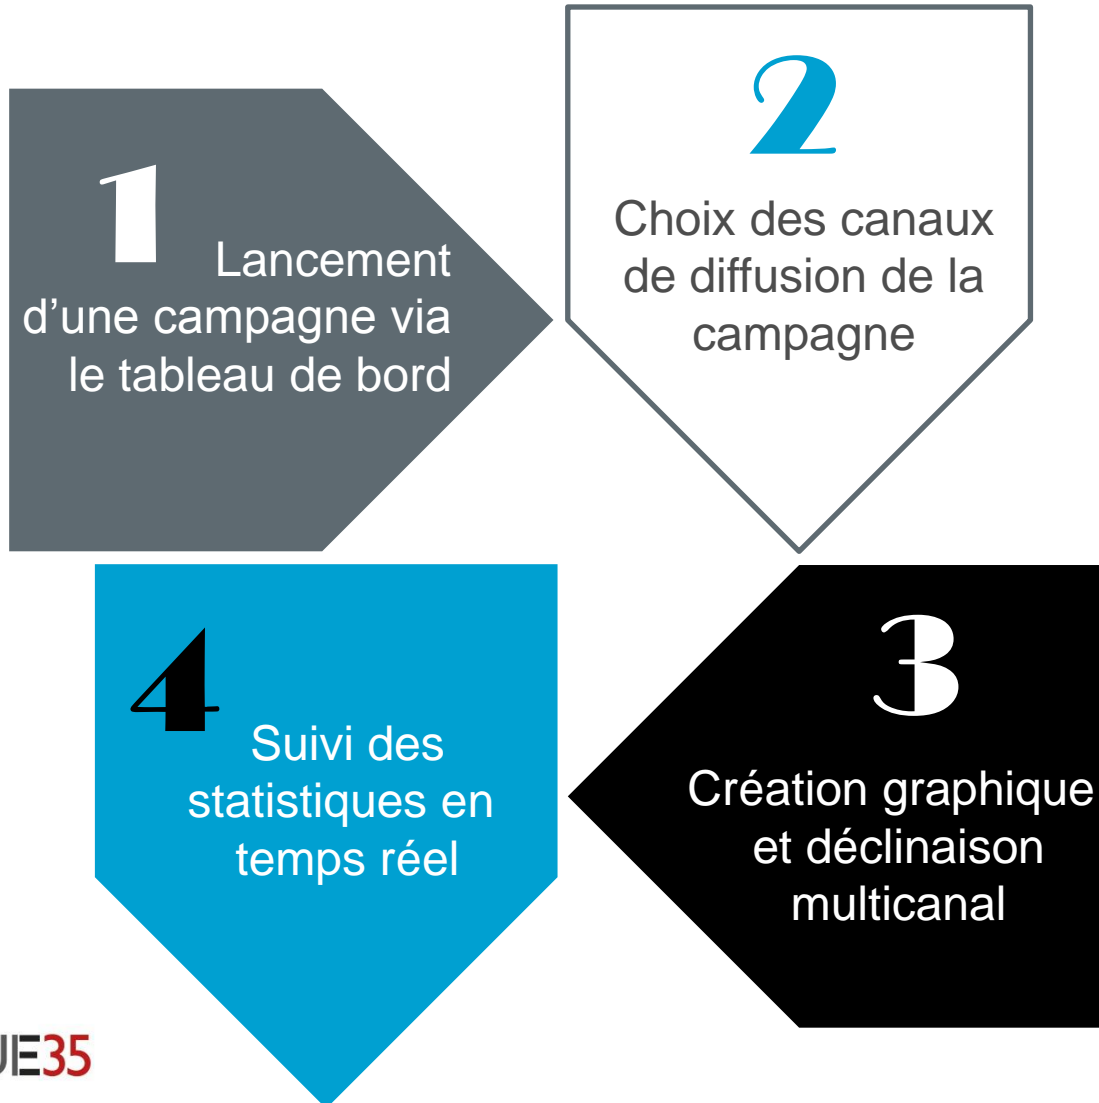 1
Lancement
d’une campagne via
le tableau de bord
2
Choix des canaux
de diffusion de la
campagne
3
Création graphique
et déclinaison
multicanal
4
Suivi des
statistiques en
temps réel
UE35